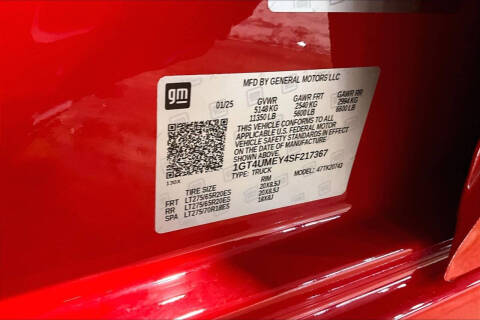 gm
MFD BY GENERAL MOTORS LLC
01/25 GVWR GAWR FRT GAWR RR
5148 KG 2540 KG 2994 KG
11350 LB 5600 LB 6600 LB
THIS VEHICLE CONFORMS TO ALL
APPLICABLE U.S. FEDERAL MOTOR
VEHICLE SAFETY STANDARDS IN EFFECT
ON THE DATE OF MANUFACTURE
SHOWN ABOVE.
1GT4UMEY4SF217367
TYPE: TRUCK MODEL: 47TK20743
130X
TIRE SIZE RIM
FRT LT275/65R20ES 20X8.5J
RR LT275/65R20ES 20X8.5J
SPA LT275/70R18ES 18X8J